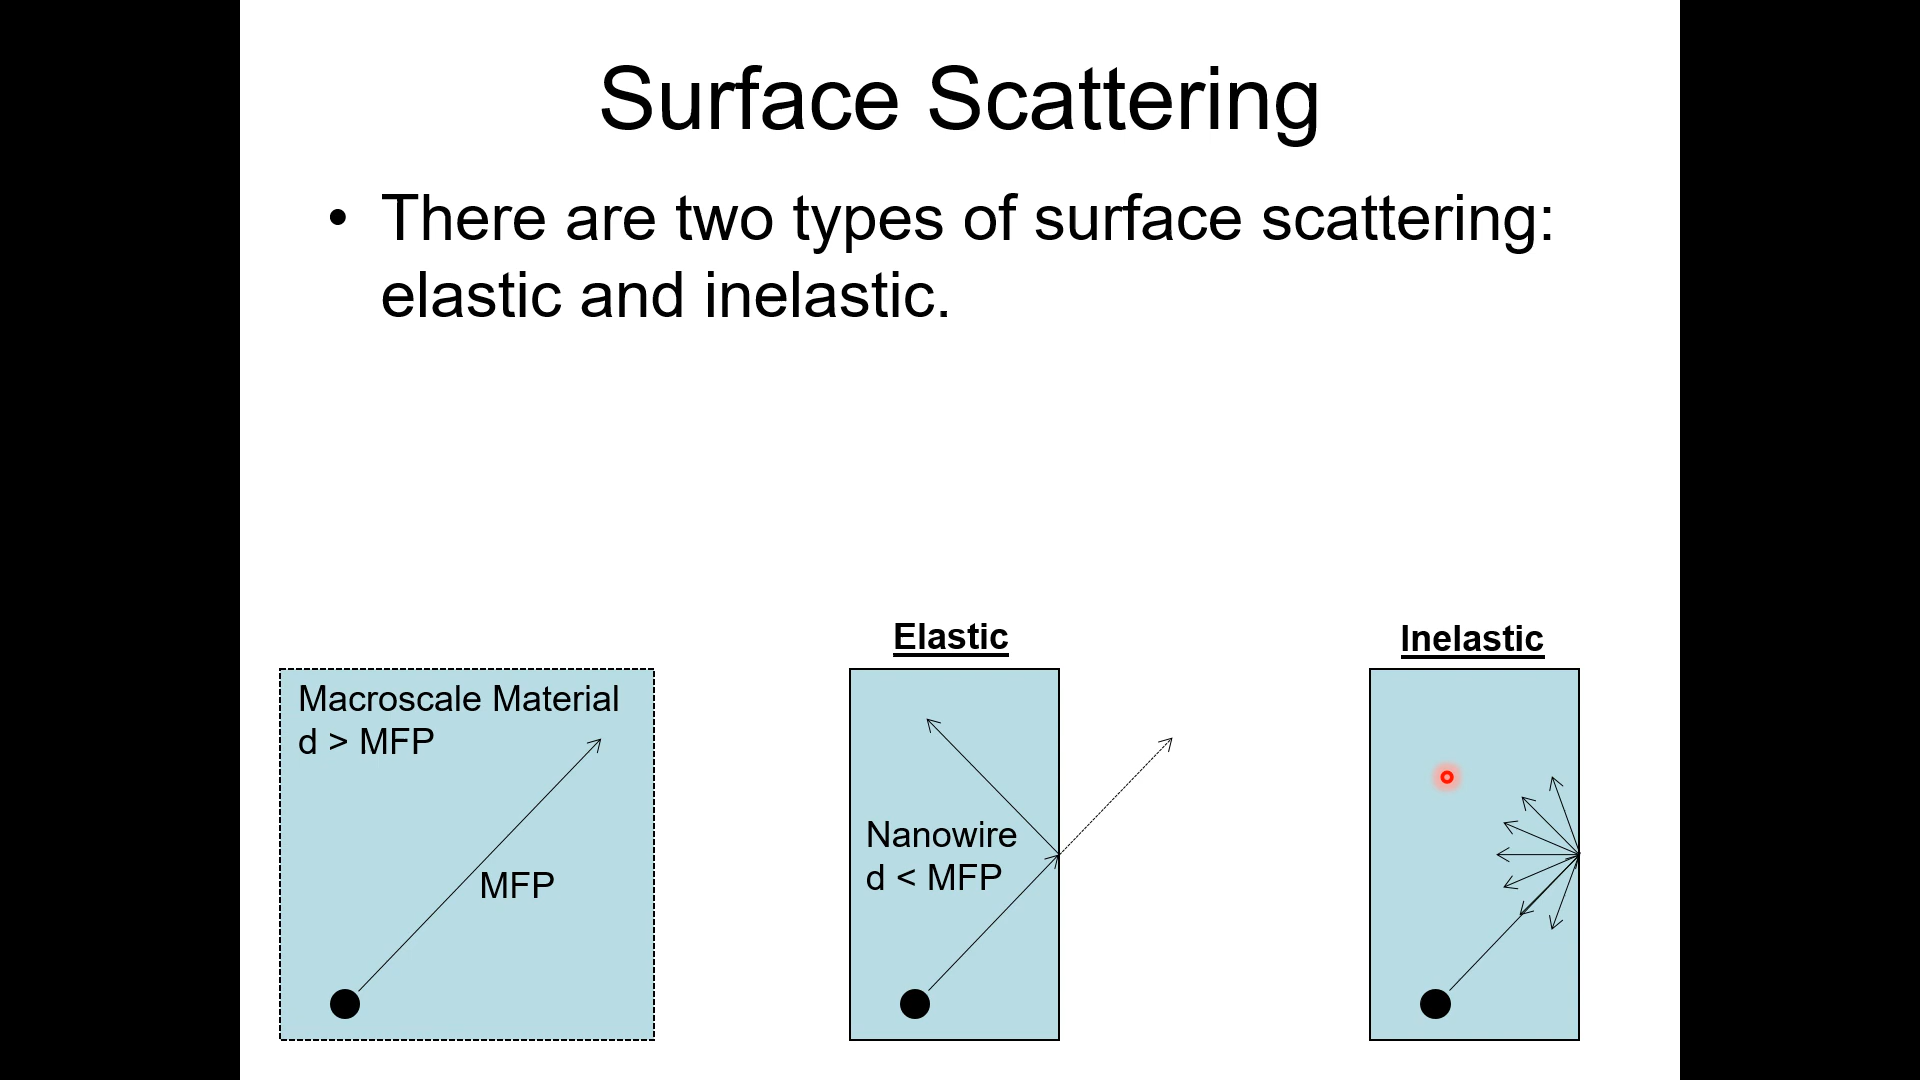 Surface Scattering
• There are two types of surface scattering:
elastic and inelastic.
Macroscale Material
d > MFP
MFP
Elastic
Nanowire
d < MFP
Inelastic